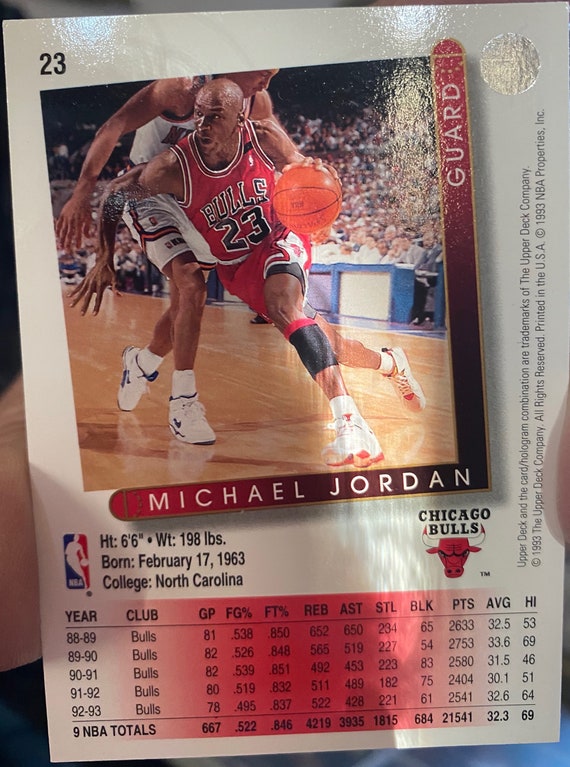 23
GUARD
BULLS
23
MICHAEL JORDAN
CHICAGO
BULLS
™
NBA
Ht: 6'6" • Wt: 198 lbs.
Born: February 17, 1963
College: North Carolina
YEAR CLUB GP FG% FT% REB AST STL BLK PTS AVG HI
88-89 Bulls 81 .538 .850 652 650 234 65 2633 32.5 53
89-90 Bulls 82 .526 .848 565 519 227 54 2753 33.6 69
90-91 Bulls 82 .539 .851 492 453 223 83 2580 31.5 46
91-92 Bulls 80 .519 .832 511 489 182 75 2404 30.1 51
92-93 Bulls 78 .495 .837 522 428 221 61 2541 32.6 64
9 NBA TOTALS 667 .522 .846 4219 3935 1815 684 21541 32.3 69
Upper Deck and the card/hologram combination are trademarks of The Upper Deck Company.
© 1993 The Upper Deck Company. All Rights Reserved. Printed in the U.S.A. © 1993 NBA Properties, Inc.